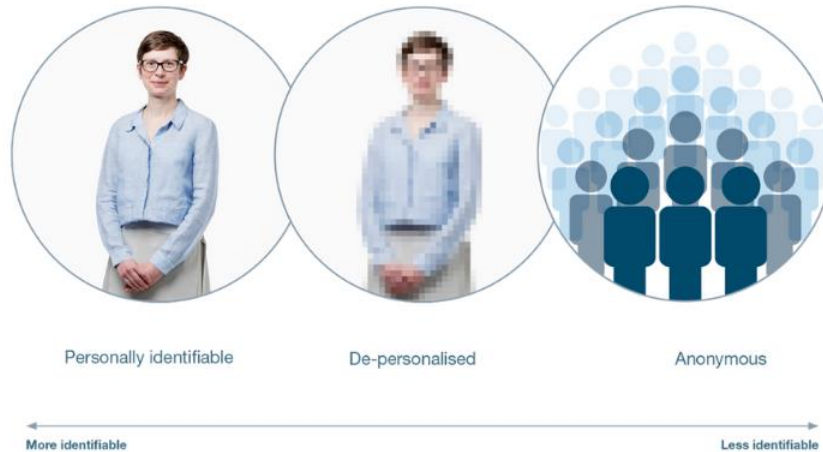 Personally identifiable
De-personalised
Anonymous
More identifiable
Less identifiable